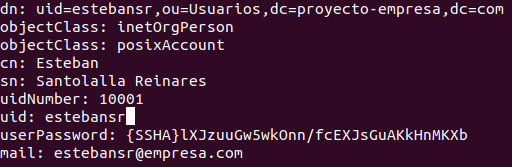 dn: uid=estebansr,ou=Usuarios,dc=proyecto-empresa,dc=com
objectClass: inetOrgPerson
objectClass: posixAccount
cn: Esteban
sn: Santolalla Reinares
uidNumber: 10001
uid: estebansr
userPassword: {SSHA}lXJzuuGw5wkOnn/fcEXJsGuAKkHnMKXb
mail: estebansr@empresa.com